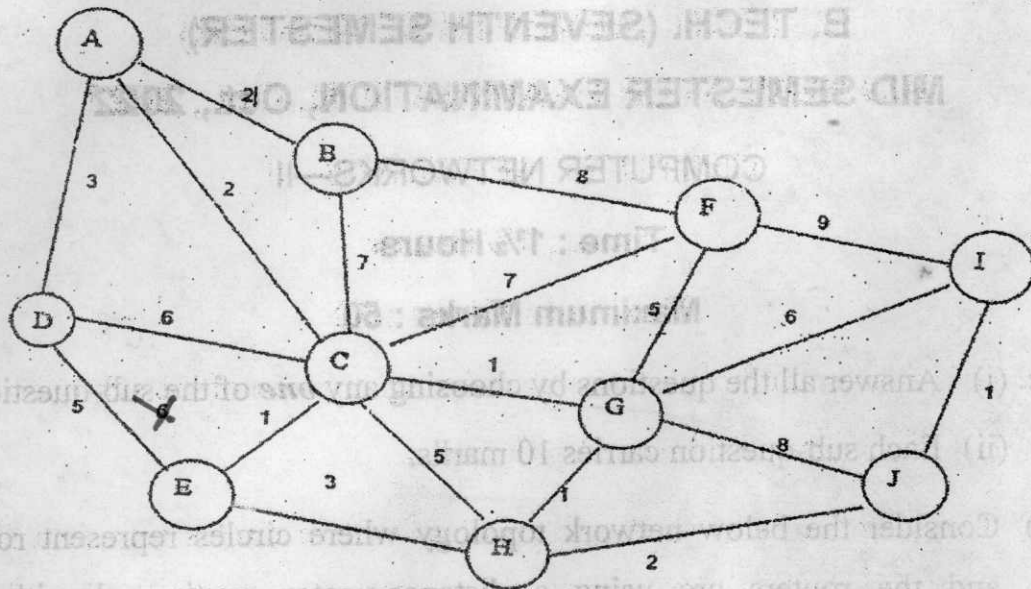 B. TECH. (SEVENTH SEMESTER)
MID SEMESTER EXAMINATION, Oct., 2022
COMPUTER NETWORKS—II
Time : 1½ Hours
Maximum Marks : 50
(i) Answer all the questions by choosing any one of the sub questio
(ii) Each sub question carries 10 marks.
Consider the below network topology where circles represent ro
and the routers are using
A
2
B
3
2
8
F
9
I
7
7
D
6
C
5
6
1
G
1
5
6
1
8
J
E
3
5
1
H
2